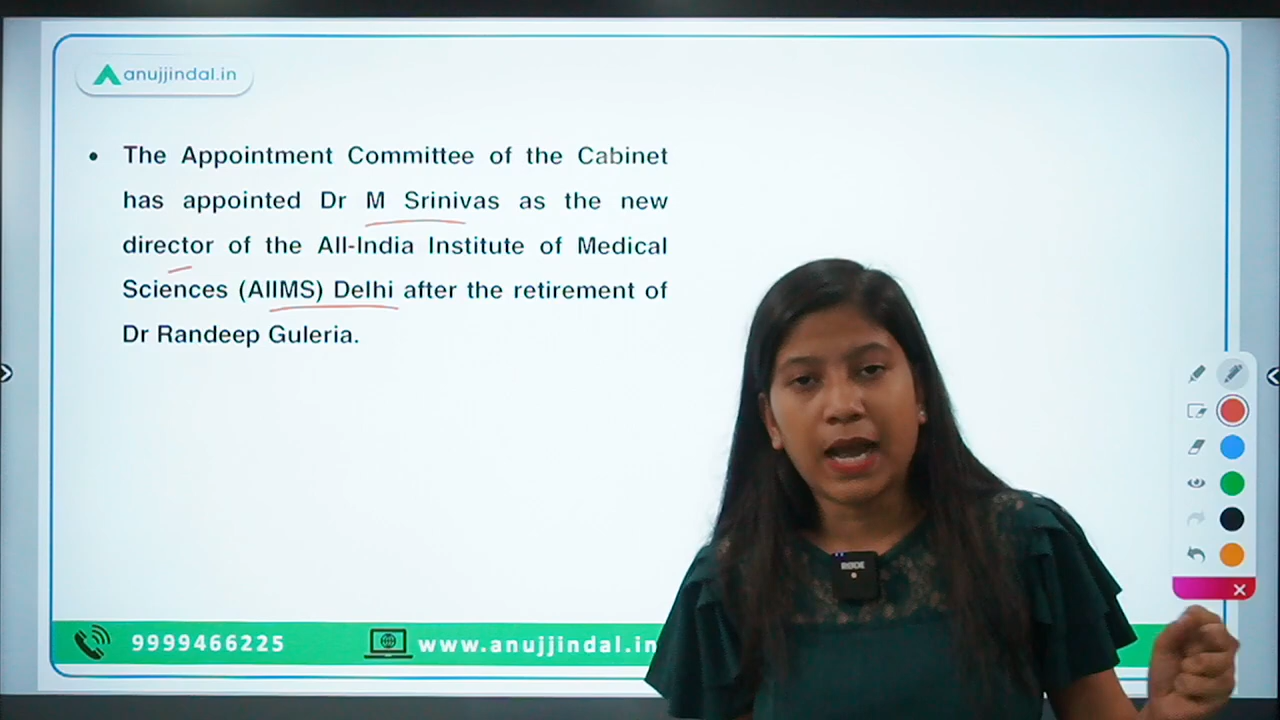 anujjindal.in
• The Appointment Committee of the Cabinet
has appointed Dr M Srinivas as the new
director of the All-India Institute of Medical
Sciences (AIIMS) Delhi after the retirement of
Dr Randeep Guleria.
RODE
9999466225 www.anujjindal.in